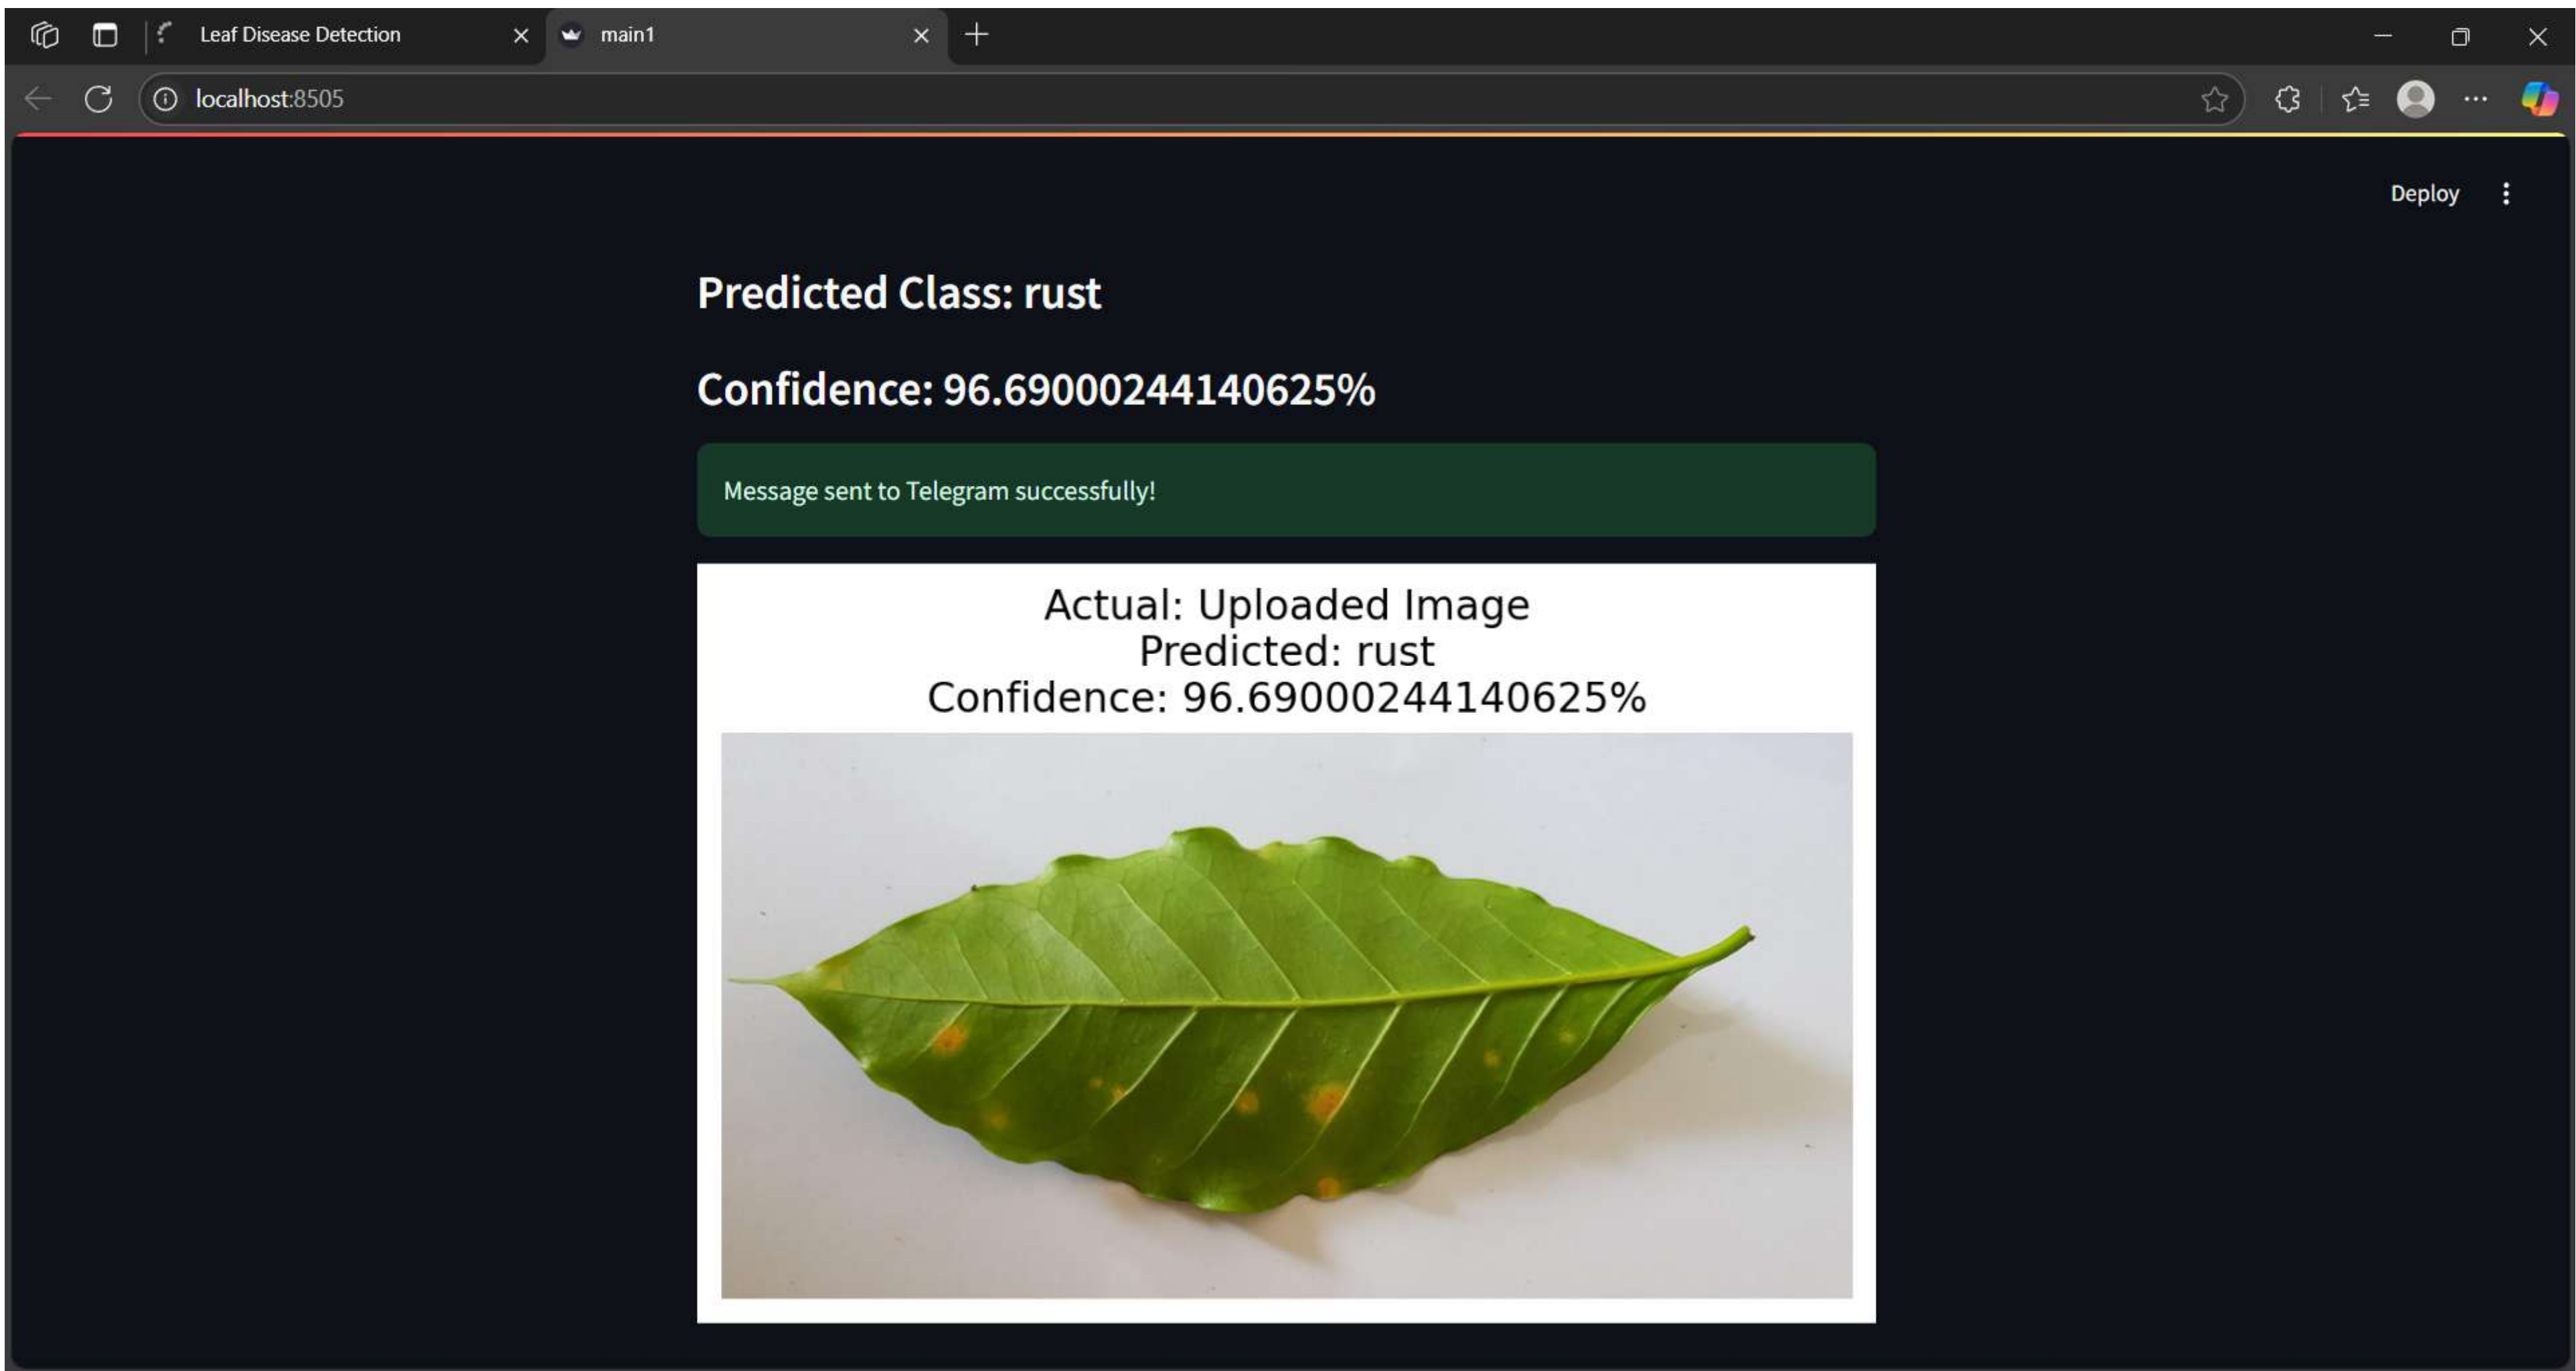 Leaf Disease Detection
main1
localhost:8505
Deploy
Predicted Class: rust
Confidence: 96.69000244140625%
Message sent to Telegram successfully!
Actual: Uploaded Image
Predicted: rust
Confidence: 96.69000244140625%